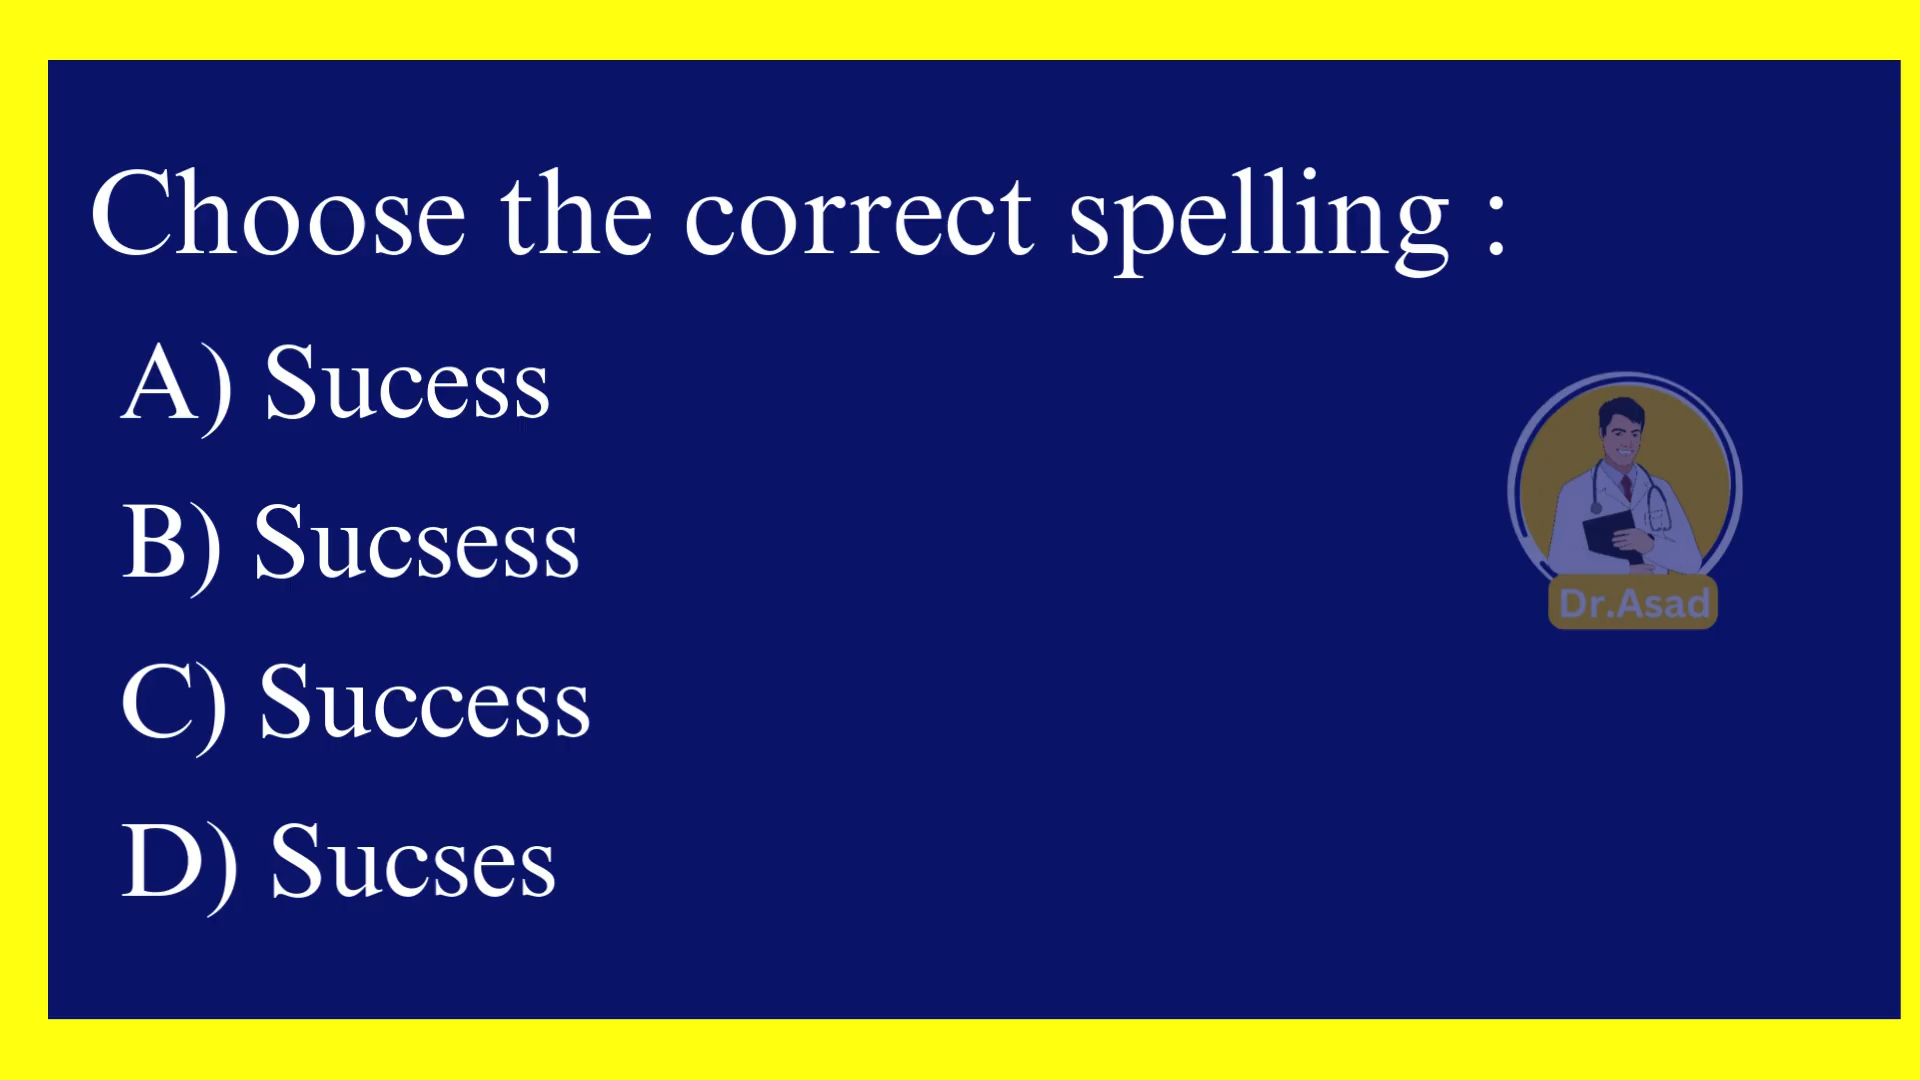 Choose the correct spelling :
A) Sucess
B) Sucsess
C) Success
D) Sucses
Dr.Asad